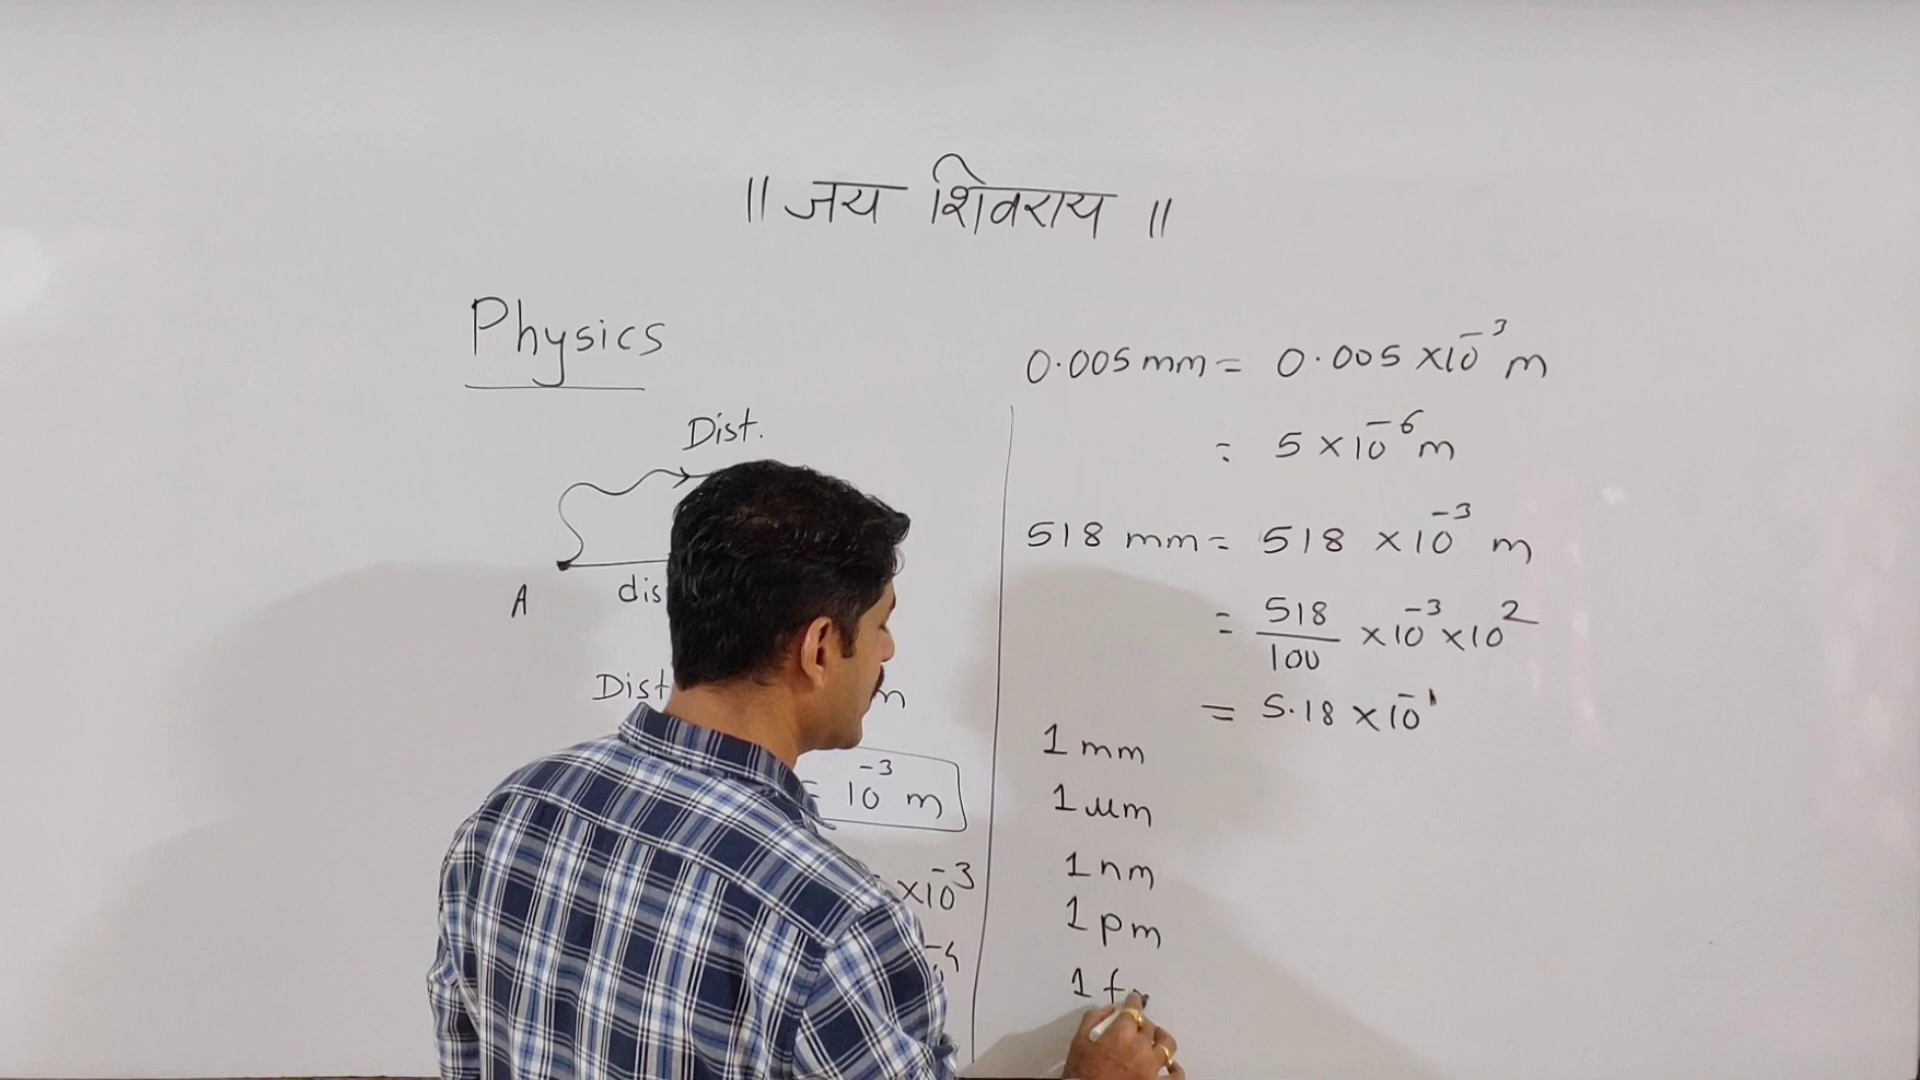 || जय शिवराय ||
Physics
Dist.
A
10⁻³ m
×10⁻³
0.005 mm = 0.005 ×10⁻³ m
= 5 ×10⁻⁶ m
518 mm = 518 ×10⁻³ m
= 518/100 ×10⁻³ ×10²
= 5.18 ×10⁻¹
1 mm
1 μm
1 nm
1 pm
1 f